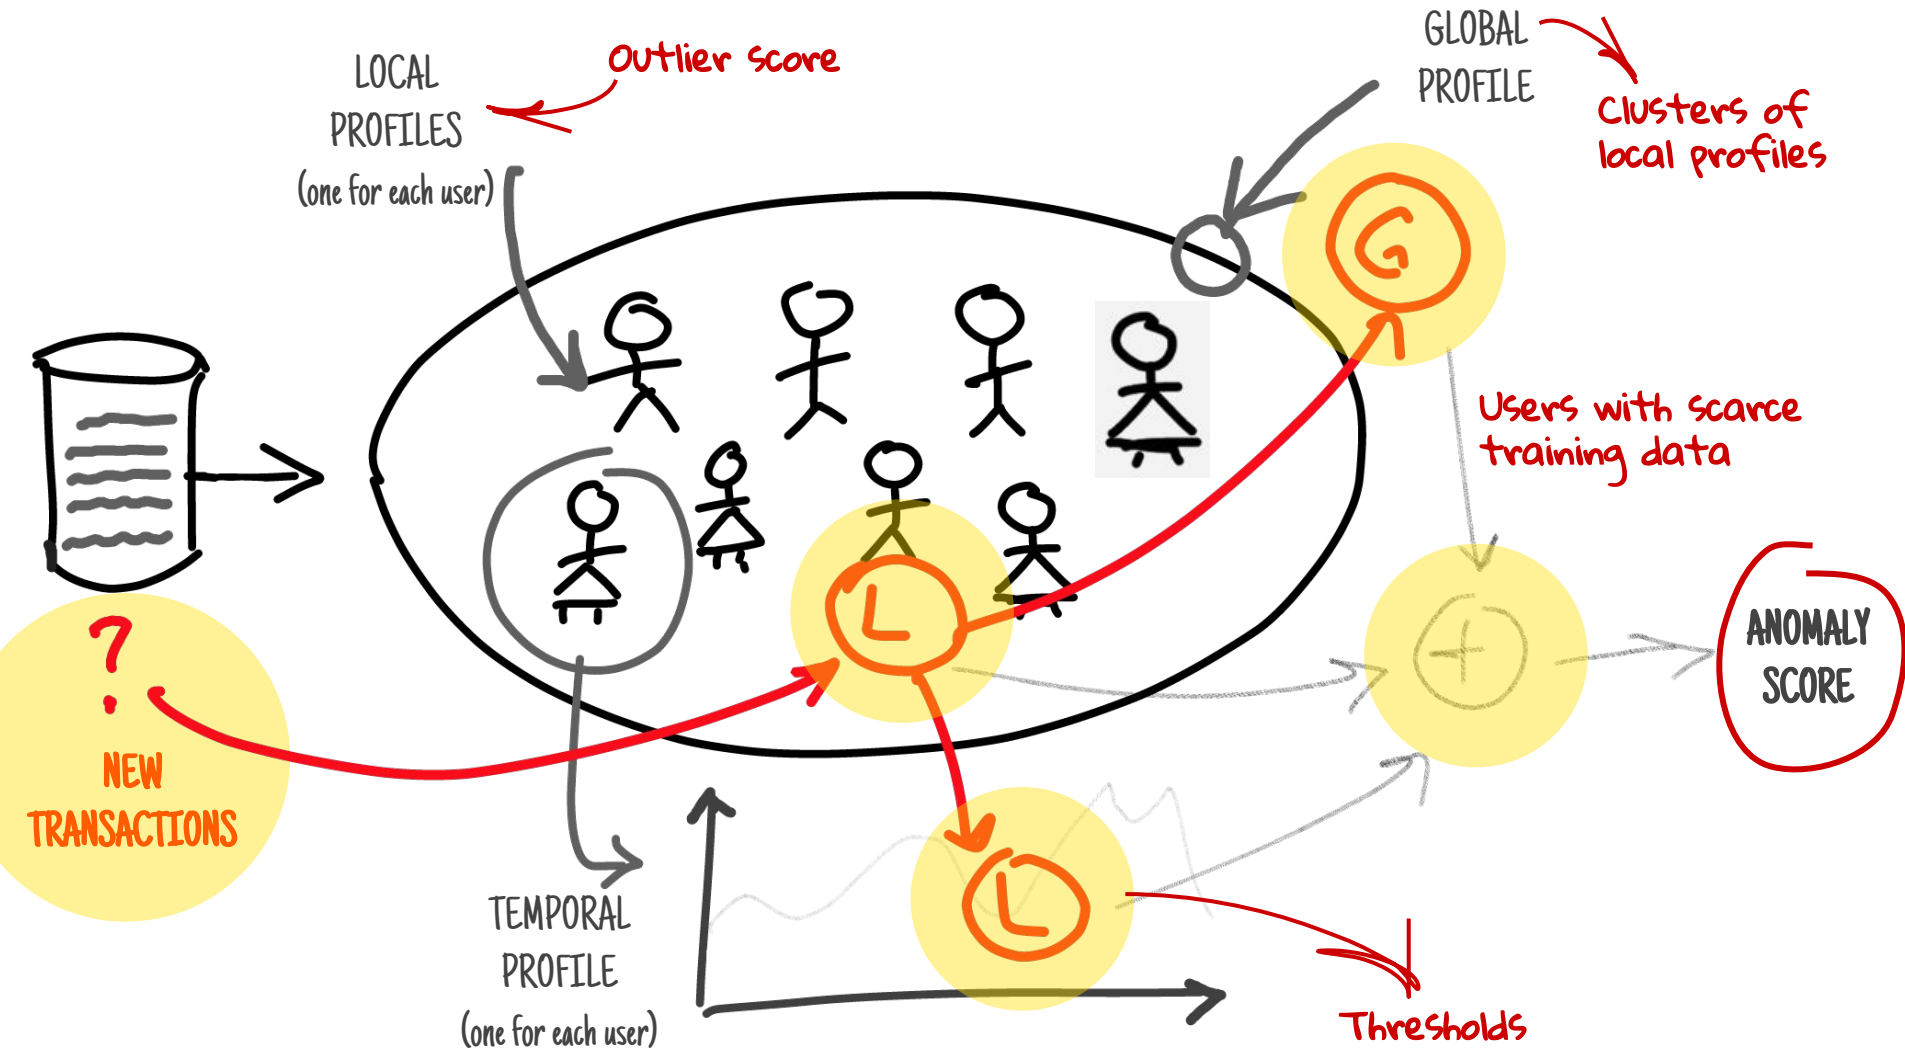 LOCAL
PROFILES
(one for each user)
Outlier score
GLOBAL
PROFILE
Clusters of
local profiles
G
Users with scarce
training data
L
+
ANOMALY
SCORE
?
NEW
TRANSACTIONS
L
TEMPORAL
PROFILE
(one for each user)
Thresholds